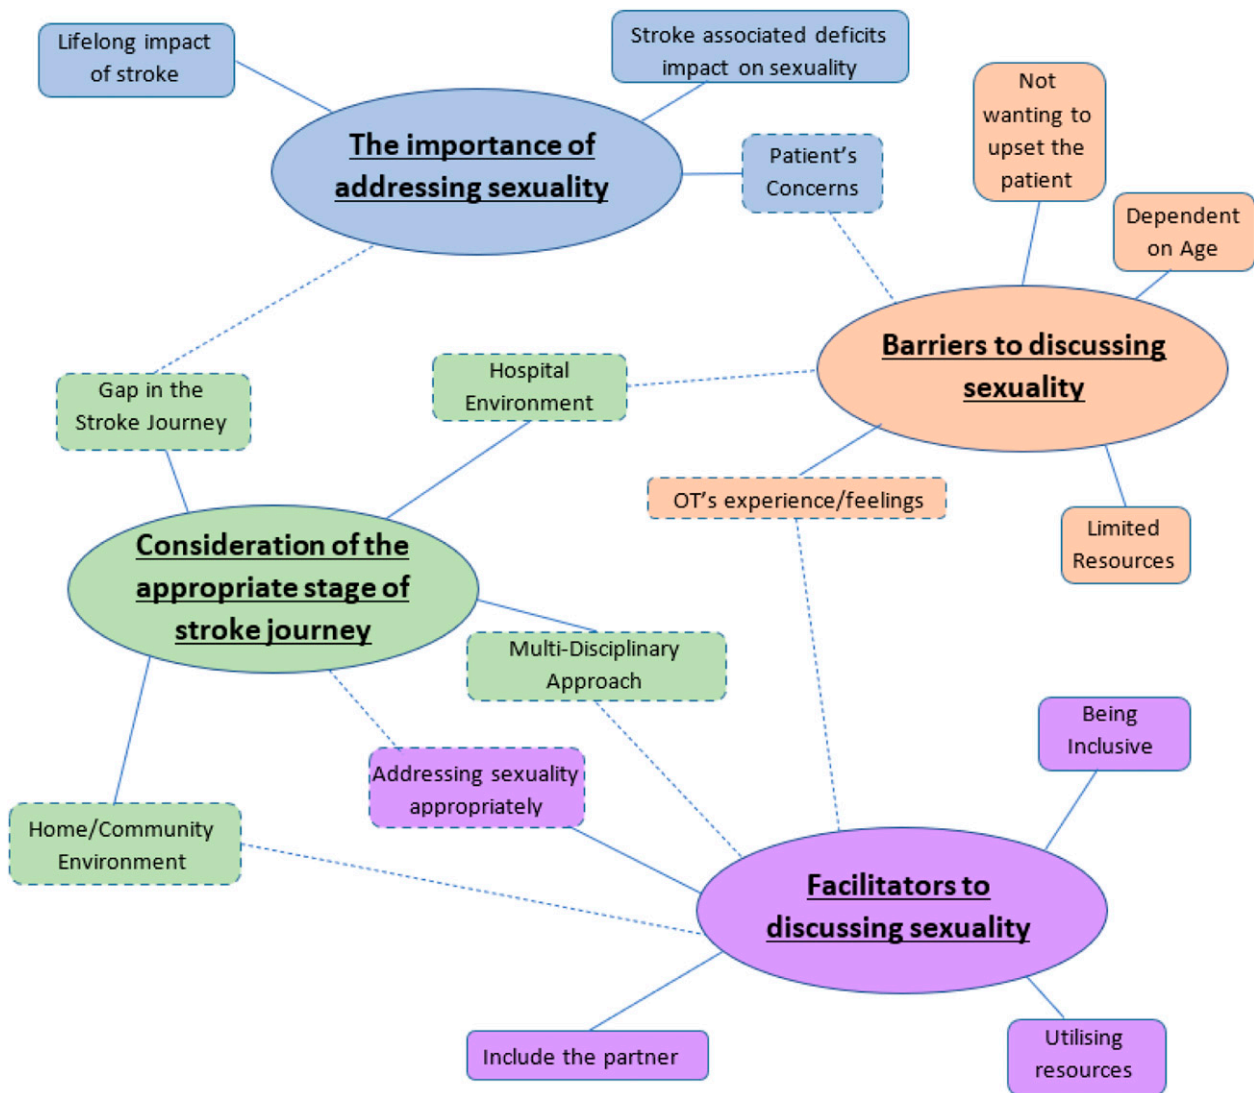 Lifelong impact
of stroke
Stroke associated deficits
impact on sexuality
Not
wanting to
upset the
patient
The importance of
addressing sexuality
Patient's
Concerns
Dependent
on Age
Barriers to discussing
sexuality
Gap in the
Stroke Journey
Hospital
Environment
OT's experience/feelings
Limited
Resources
Consideration of the
appropriate stage of
stroke journey
Multi-Disciplinary
Approach
Being
Inclusive
Addressing sexuality
appropriately
Home/Community
Environment
Facilitators to
discussing sexuality
Include the partner
Utilising
resources